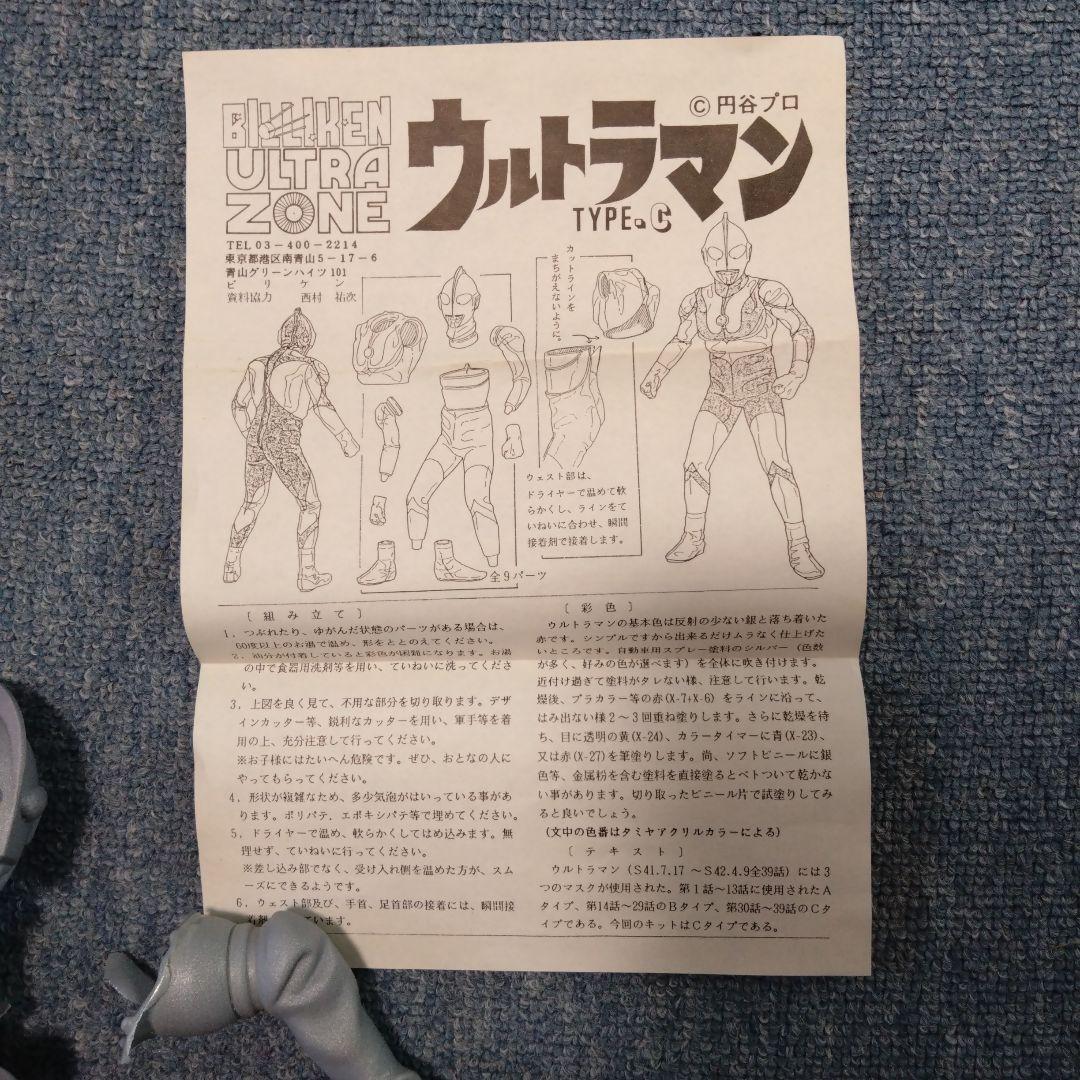 BILLIKEN
ULTRA
ZONE
TEL 03-400-2214
東京都港区南青山5-17-6
青山グリーンハイツ101
ビリケン
資料協力 西村 祐次
©円谷プロ
ウルトラマン
TYPE.C
カットラインを
まちがえないように。
ウェスト部は、
ドライヤーで温めて軟
らかくし、ラインをて
いねいに合わせ、瞬間
接着剤で接着します。
全9パーツ
〔組み立て〕
1．つぶれたり、ゆがんだ状態のパーツがある場合は、
60度以上のお湯で温め、形をととのえてください。
2．油分が付着していると彩色が困難になります。お湯
の中で食器用洗剤等を用い、ていねいに洗ってくださ
い。
3．上図を良く見て、不用な部分を切り取ります。デザ
インカッター等、鋭利なカッターを用い、軍手等を着
用の上、充分注意して行ってください。
※お子様にはたいへん危険です。ぜひ、おとなの人に
やってもらってください。
4．形状が複雑なため、多少気泡がはいっている事があ
ります。ポリパテ．エポキシパテ等で埋めてください。
5．ドライヤーで温め、軟らかくしてはめ込みます。無
理せず、ていねいに行ってください。
※差し込み部でなく、受け入れ側を温めた方が、スム
ーズにできるようです。
6．ウェスト部及び、手首、足首部の接着には、瞬間接
着剤 ています。
〔彩色〕
ウルトラマンの基本色は反射の少ない銀と落ち着いた
赤です。シンプルですから出来るだけムラなく仕上げた
いところです。自動車用スプレー塗料のシルバー（色数
が多く、好みの色が選べます）を全体に吹き付けます。
近付け過ぎて塗料がタレない様、注意して行います。乾
燥後、プラカラー等の赤(X-7+X-6) をラインに沿って、
はみ出ない様2～3回重ね塗りします。さらに乾燥を待
ち、目に透明の黄(X-24)、カラータイマーに青(X-23)、
又は赤(X-27)を筆塗りします。尚、ソフトビニールに銀
色等、金属粉を含む塗料を直接塗るとベトついて乾かな
い事があります。切り取ったビニール片で試塗りしてみ
ると良いでしょう。
(文中の色番はタミヤアクリルカラーによる)
〔テキスト〕
ウルトラマン（S41.7.17 ～S42.4.9全39話）には3
つのマスクが使用された。第1話～13話に使用されたA
タイプ、第14話～29話のBタイプ、第30話～39話のCタ
イプである。今回のキットはCタイプである。